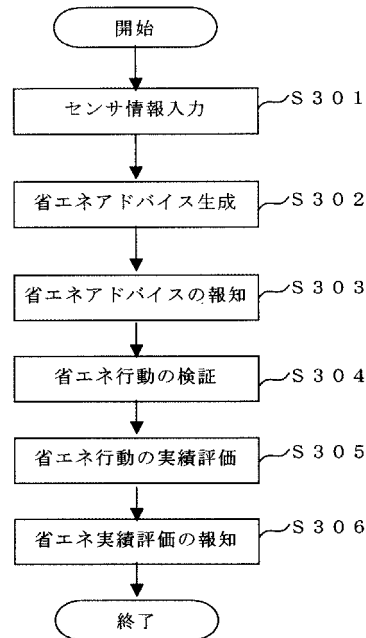 開始
センサ情報入力
S301
省エネアドバイス生成
S302
省エネアドバイスの報知
S303
省エネ行動の検証
S304
省エネ行動の実績評価
S305
省エネ実績評価の報知
S306
終了